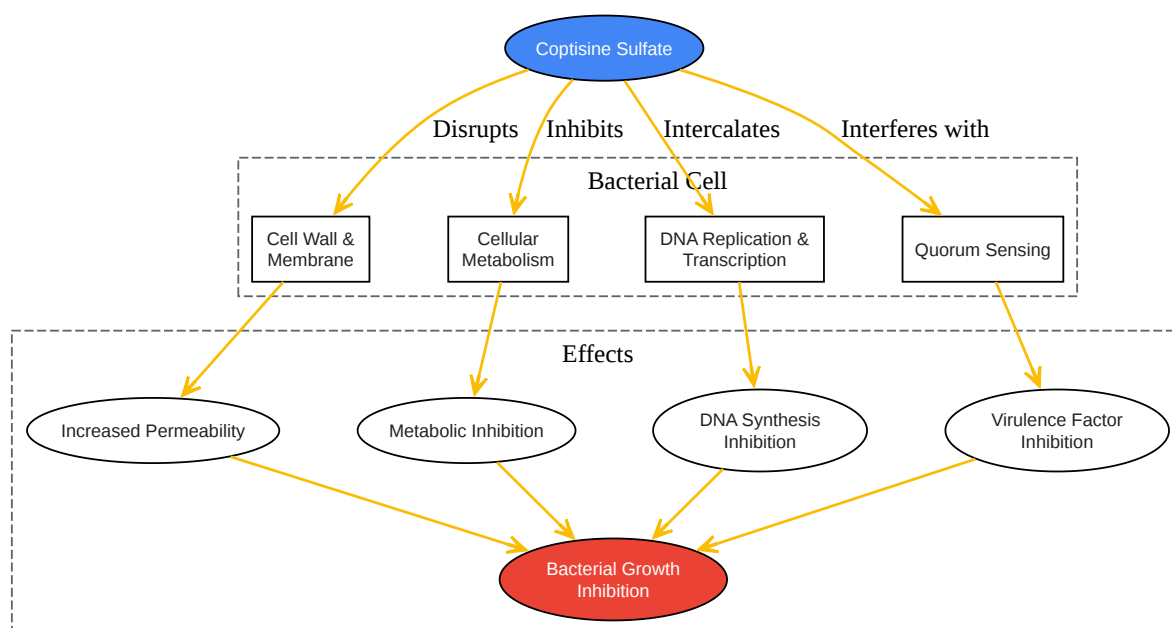 Coptisine Sulfate
Disrupts
Inhibits
Intercalates
Interferes with
Bacterial Cell
Cell Wall &
Membrane
Cellular
Metabolism
DNA Replication &
Transcription
Quorum Sensing
Effects
Increased Permeability
Metabolic Inhibition
DNA Synthesis
Inhibition
Virulence Factor
Inhibition
Bacterial Growth
Inhibition